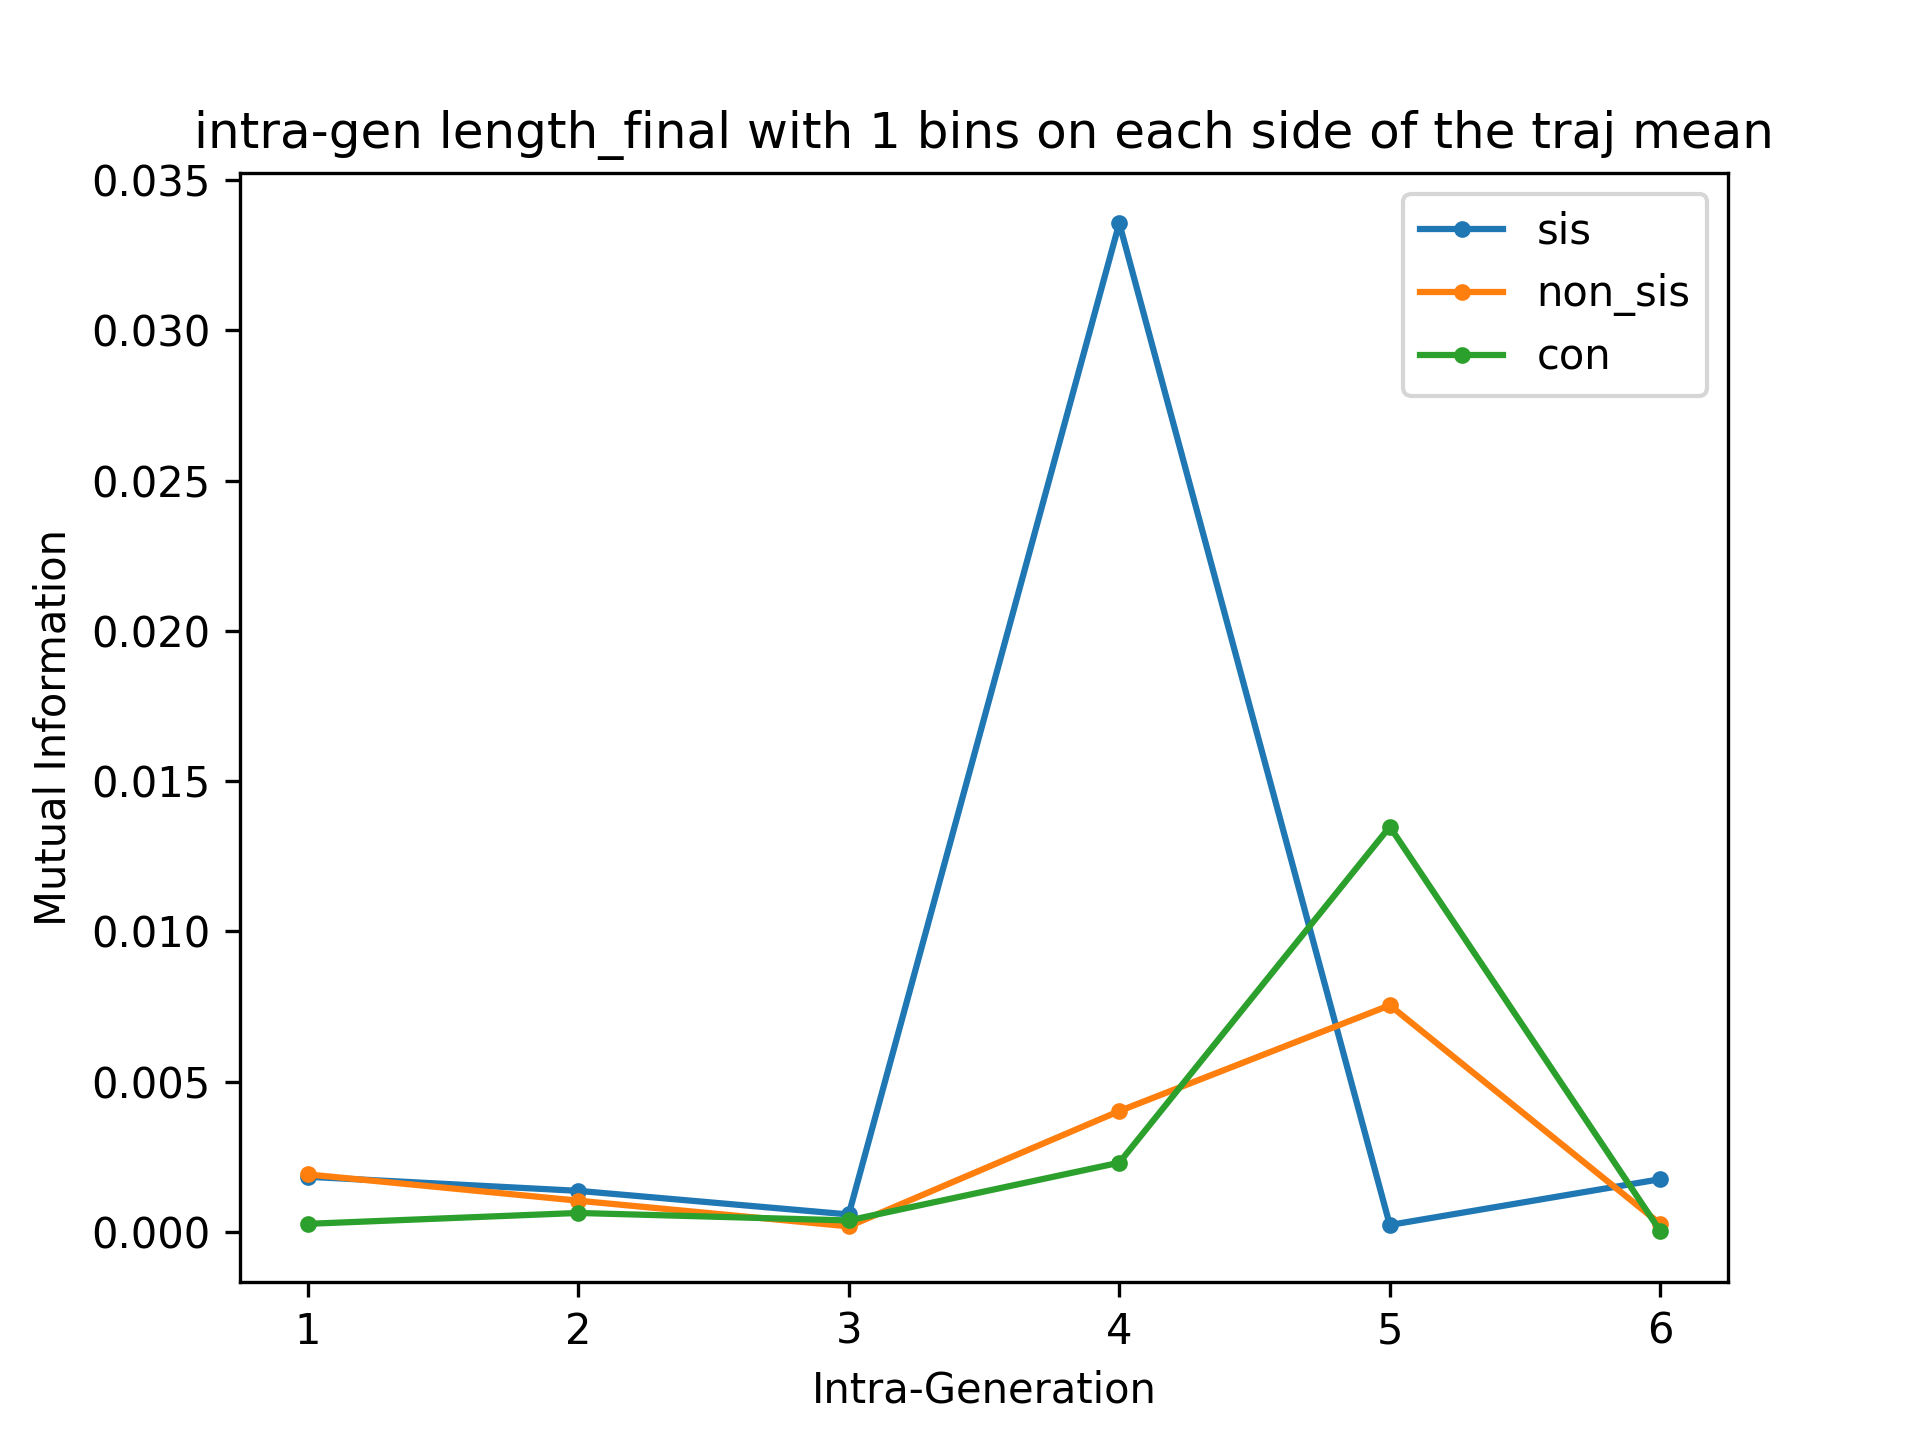 intra-gen length_final with 1 bins on each side of the traj mean
0.035
0.030
0.025
0.020
0.015
0.010
0.005
0.000
Mutual Information
sis
non_sis
con
1 2 3 4 5 6
Intra-Generation